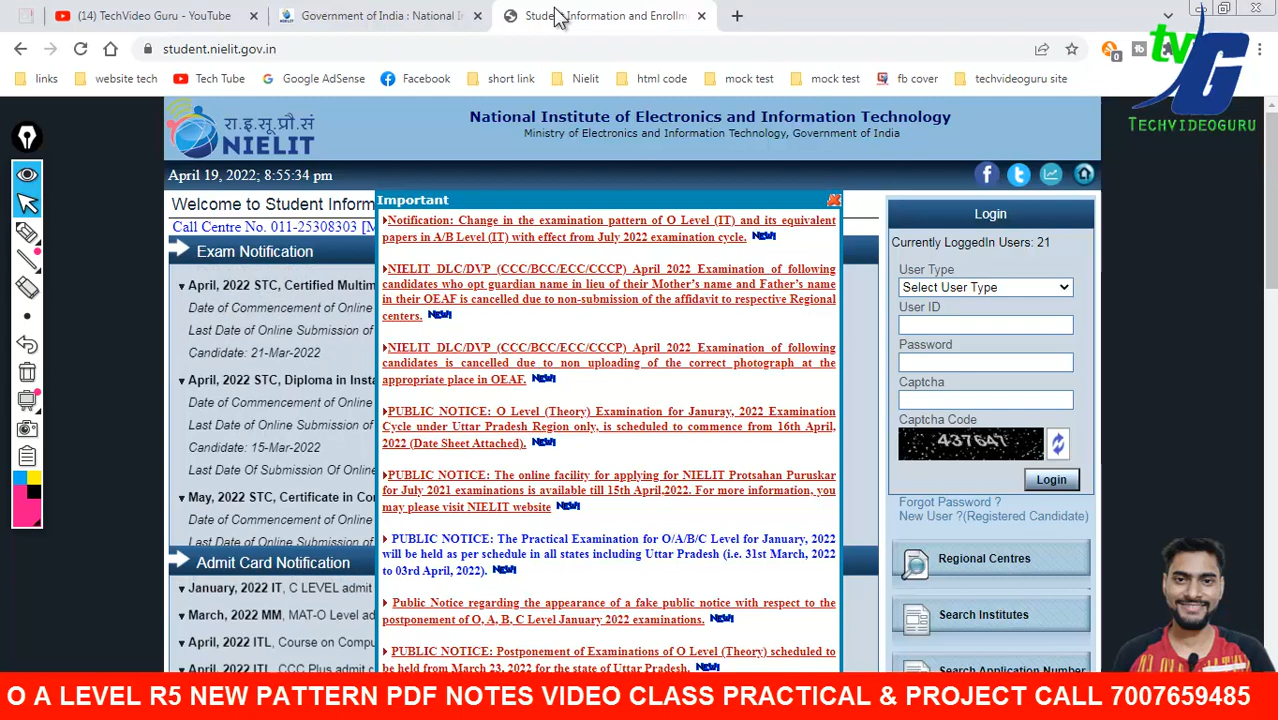 (14) TechVideo Guru - YouTube
Government of India : National I
Student Information and Enrollm
student.nielit.gov.in
links
website tech
Tech Tube
Google AdSense
Facebook
short link
Nielit
html code
mock test
mock test
fb cover
techvideoguru site
tvG
TECHVIDEOGURU
रा.इ.सू.प्रौ.सं
NIELIT
National Institute of Electronics and Information Technology
Ministry of Electronics and Information Technology, Government of India
April 19, 2022; 8:55:34 pm
Welcome to Student Inform
Call Centre No. 011-25308303 [M
Exam Notification
April, 2022 STC, Certified Multim
Date of Commencement of Online
Last Date of Online Submission of
Candidate: 21-Mar-2022
April, 2022 STC, Diploma in Insta
Date of Commencement of Online
Last Date of Online Submission of
Candidate: 15-Mar-2022
Last Date Of Submission Of Online
May, 2022 STC, Certificate in Con
Date of Commencement of Online
Last Date of Online Submission of
Admit Card Notification
January, 2022 IT, C LEVEL admit
March, 2022 MM, MAT-O Level ad
April, 2022 ITL, Course on Compu
April, 2022 ITL, CCC Plus admit c
Important
Notification: Change in the examination pattern of O Level (IT) and its equivalent
papers in A/B Level (IT) with effect from July 2022 examination cycle. NEW!
NIELIT DLC/DVP (CCC/BCC/ECC/CCCP) April 2022 Examination of following
candidates who opt guardian name in lieu of their Mother's name and Father's name
in their OEAF is cancelled due to non-submission of the affidavit to respective Regional
centers. NEW!
NIELIT DLC/DVP (CCC/BCC/ECC/CCCP) April 2022 Examination of following
candidates is cancelled due to non uploading of the correct photograph at the
appropriate place in OEAF. NEW!
PUBLIC NOTICE: O Level (Theory) Examination for Januray, 2022 Examination
Cycle under Uttar Pradesh Region only, is scheduled to commence from 16th April,
2022 (Date Sheet Attached). NEW!
PUBLIC NOTICE: The online facility for applying for NIELIT Protsahan Puruskar
for July 2021 examinations is available till 15th April,2022. For more information, you
may please visit NIELIT website NEW!
PUBLIC NOTICE: The Practical Examination for O/A/B/C Level for January, 2022
will be held as per schedule in all states including Uttar Pradesh (i.e. 31st March, 2022
to 03rd April, 2022). NEW!
Public Notice regarding the appearance of a fake public notice with respect to the
postponement of O, A, B, C Level January 2022 examinations. NEW!
PUBLIC NOTICE: Postponement of Examinations of O Level (Theory) scheduled to
be held from March 23, 2022 for the state of Uttar Pradesh. NEW!
Login
Currently LoggedIn Users: 21
User Type
Select User Type
User ID
Password
Captcha
Captcha Code
437647
Login
Forgot Password ?
New User ?(Registered Candidate)
Regional Centres
Search Institutes
Search Application Number
O A LEVEL R5 NEW PATTERN PDF NOTES VIDEO CLASS PRACTICAL & PROJECT CALL 7007659485